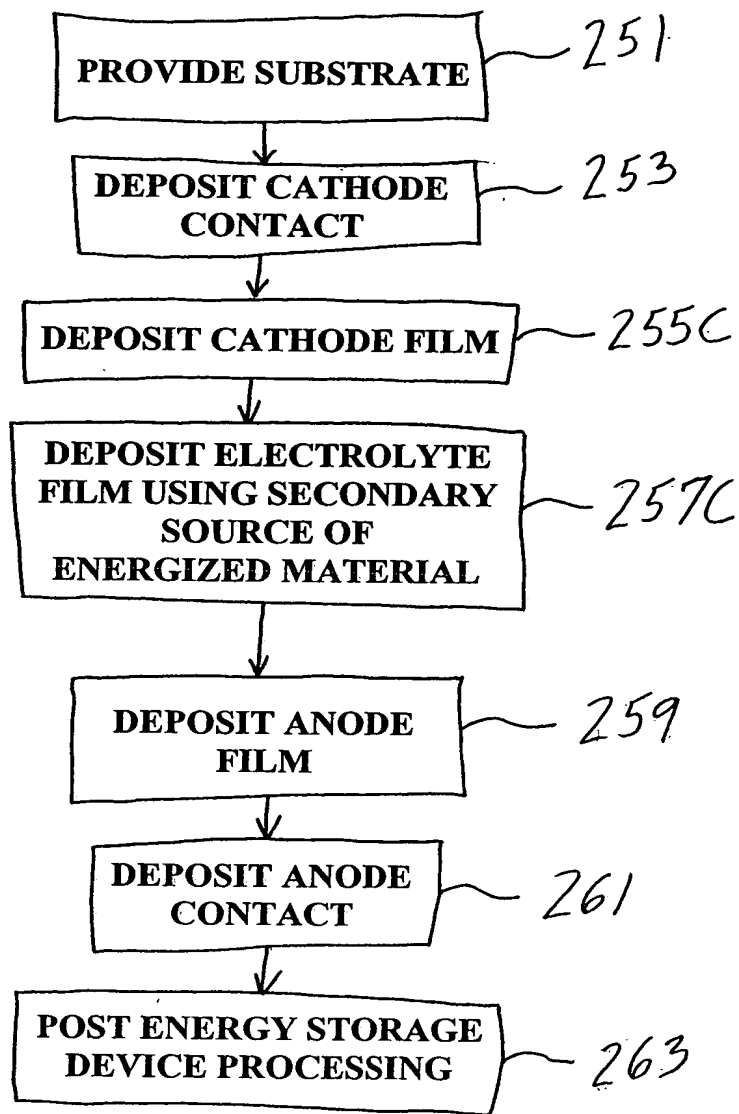 PROVIDE SUBSTRATE
251
DEPOSIT CATHODE
CONTACT
253
DEPOSIT CATHODE FILM
255C
DEPOSIT ELECTROLYTE
FILM USING SECONDARY
SOURCE OF
ENERGIZED MATERIAL
257C
DEPOSIT ANODE
FILM
259
DEPOSIT ANODE
CONTACT
261
POST ENERGY STORAGE
DEVICE PROCESSING
263